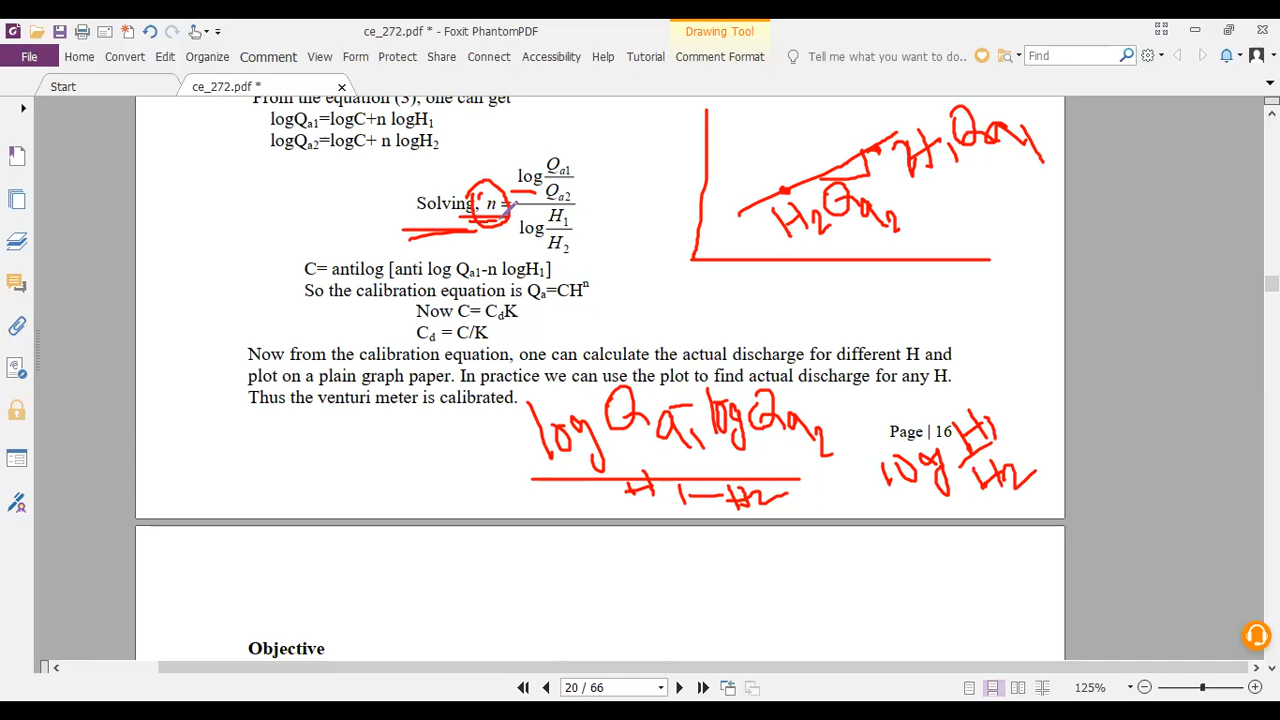 ce_272.pdf * - Foxit PhantomPDF
Drawing Tool
File Home Convert Edit Organize Comment View Form Protect Share Connect Accessibility Help Tutorial Comment Format Tell me what you want to do... Find
Start ce_272.pdf *
From the equation (3), one can get
logQa1=logC+n logH1
logQa2=logC+ n logH2
Solving, n = log Qa1/Qa2 / log H1/H2
H1Qa1
H2Qa2
C= antilog [anti log Qa1-n logH1]
So the calibration equation is Qa=CHn
Now C= CdK
Cd = C/K
Now from the calibration equation, one can calculate the actual discharge for different H and
plot on a plain graph paper. In practice we can use the plot to find actual discharge for any H.
Thus the venturi meter is calibrated.
log Qa1 - log Qa2
H1 - H2
Page | 16
log H1/H2
Objective
20 / 66
125%